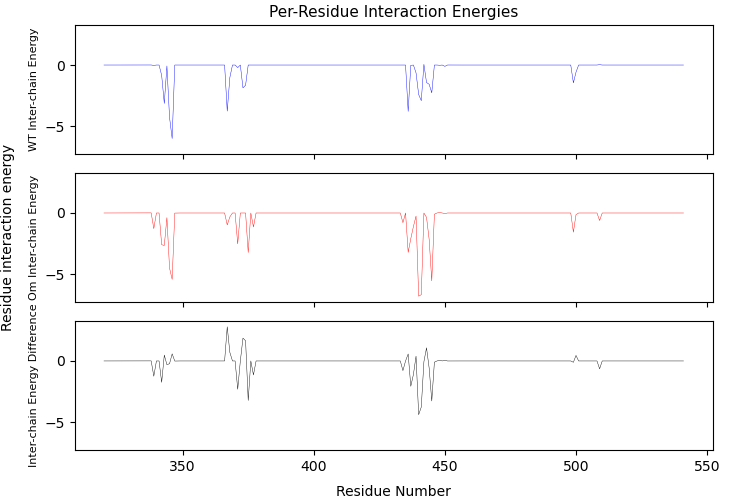 Per-Residue Interaction Energies
Residue interaction energy
WT Inter-chain Energy
0
−5
Om Inter-chain Energy
0
−5
Inter-chain Energy Difference
0
−5
350
400
450
500
550
Residue Number